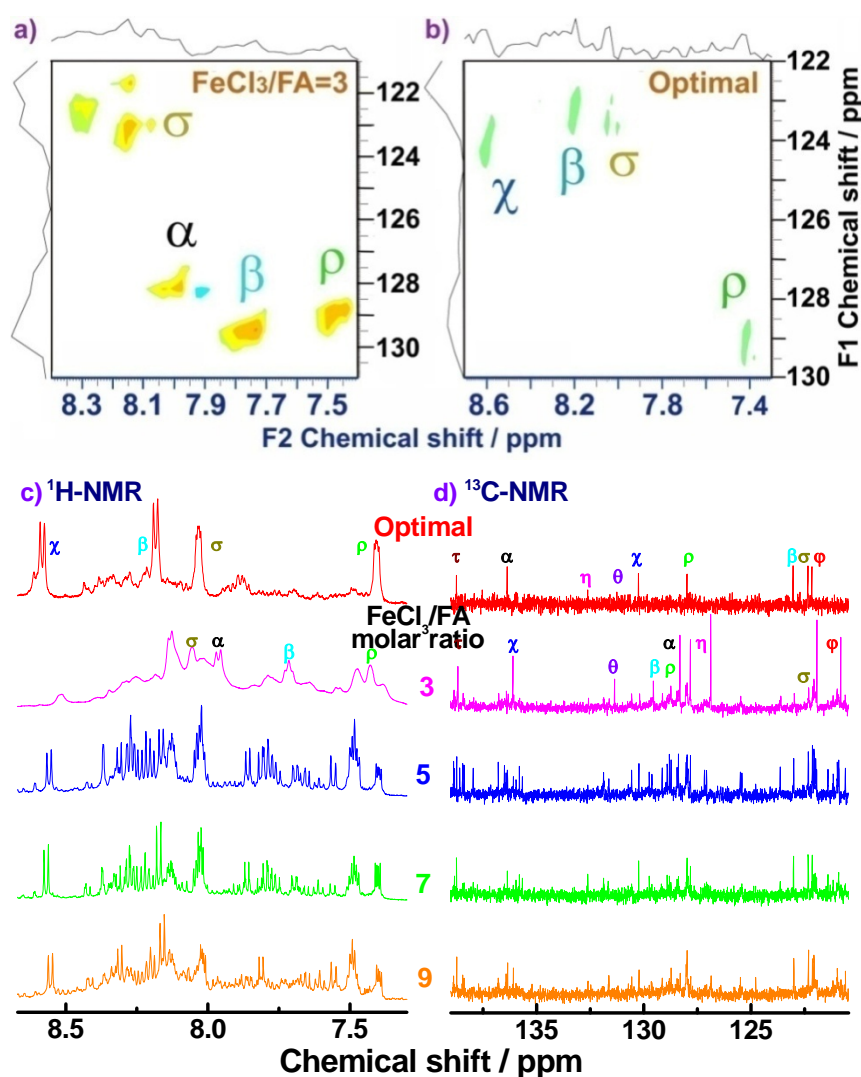 a)
FeCl3/FA=3
σ
α
β
ρ
122
124
126
128
130
8.3 8.1 7.9 7.7 7.5
b)
Optimal
χ
β
σ
ρ
122
124
126
128
130
8.6 8.2 7.8 7.4
F1 Chemical shift / ppm
F2 Chemical shift / ppm
c) 1H-NMR
χ β σ ρ
Optimal
FeCl3/FA
molar ratio
σ α β ρ
3
5
7
9
8.5 8.0 7.5
d) 13C-NMR
τ α η θ χ ρ β σ φ
τ χ θ β ρ α η σ φ
135 130 125
Chemical shift / ppm